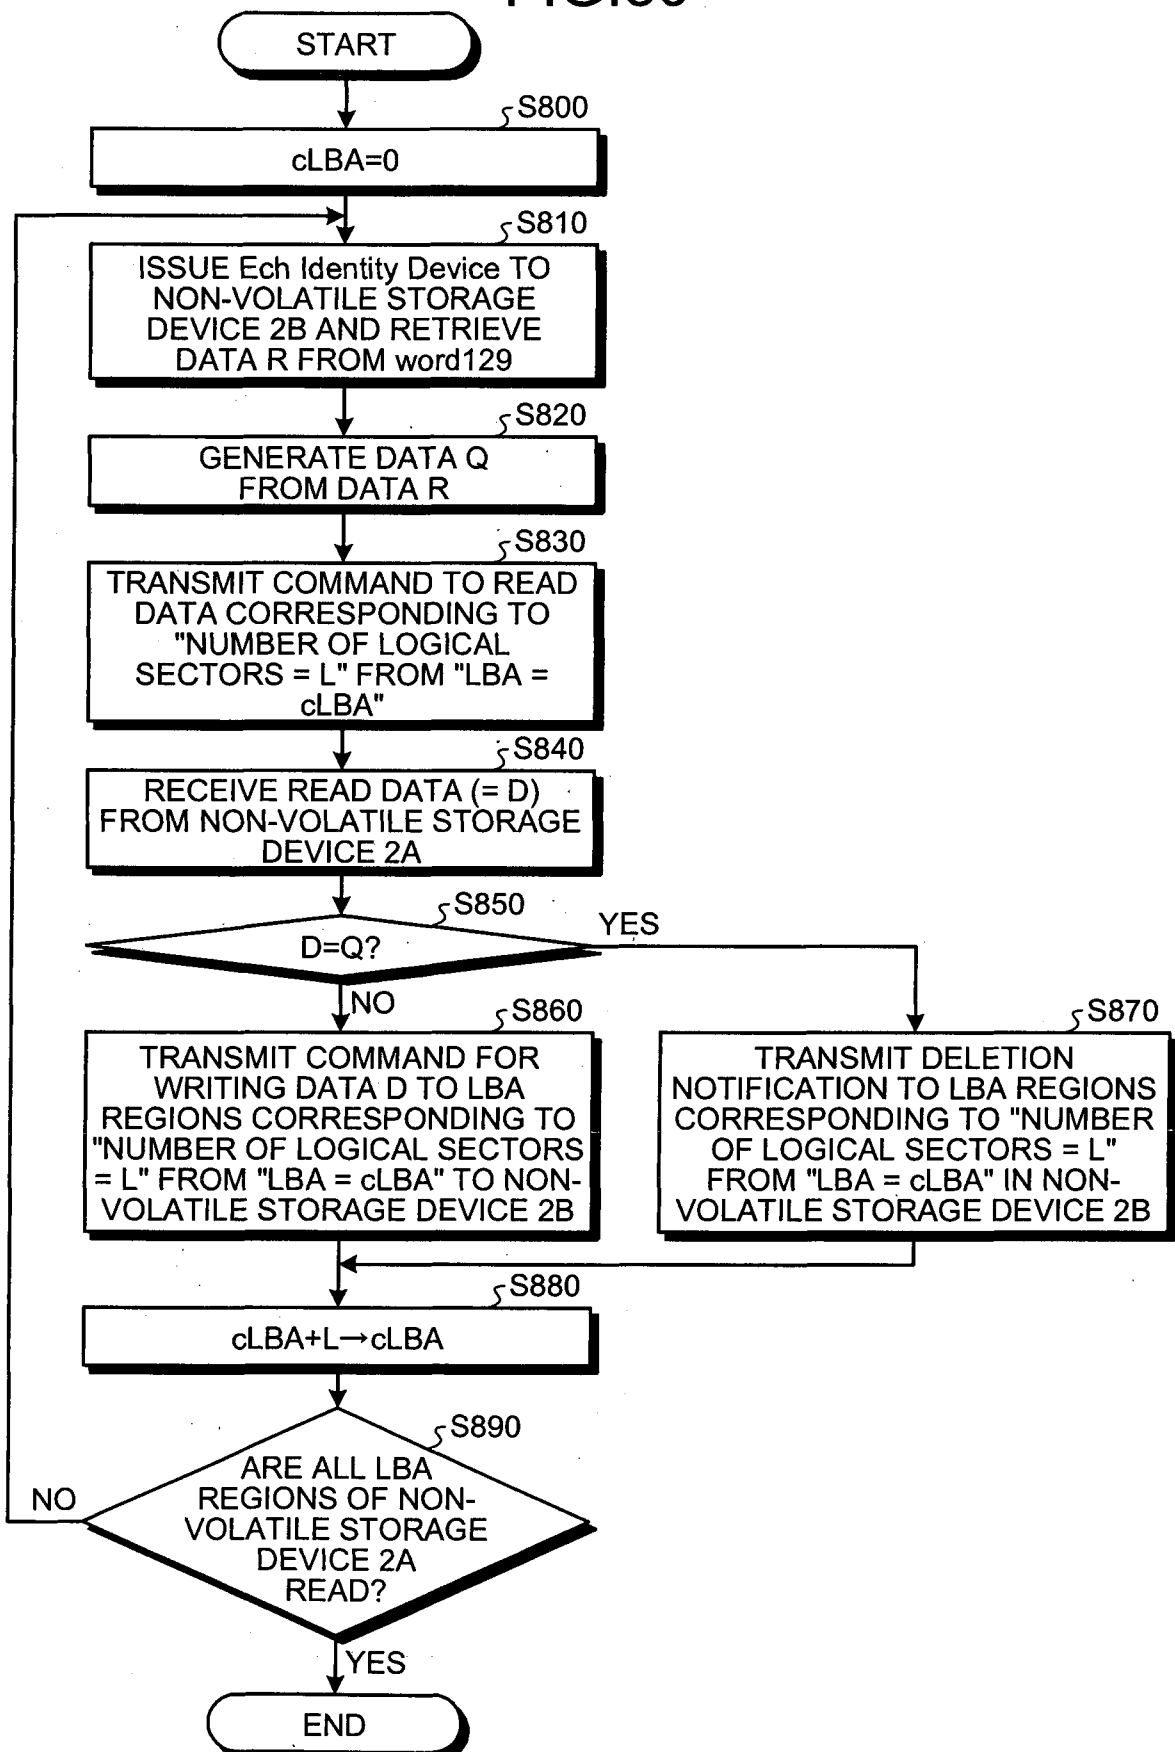 START
S800
cLBA=0
S810
ISSUE Ech Identity Device TO
NON-VOLATILE STORAGE
DEVICE 2B AND RETRIEVE
DATA R FROM word129
S820
GENERATE DATA Q
FROM DATA R
S830
TRANSMIT COMMAND TO READ
DATA CORRESPONDING TO
"NUMBER OF LOGICAL
SECTORS = L" FROM "LBA =
cLBA"
S840
RECEIVE READ DATA (= D)
FROM NON-VOLATILE STORAGE
DEVICE 2A
S850
YES
D=Q?
NO
S860
TRANSMIT COMMAND FOR
WRITING DATA D TO LBA
REGIONS CORRESPONDING TO
"NUMBER OF LOGICAL SECTORS
= L" FROM "LBA = cLBA" TO NON-
VOLATILE STORAGE DEVICE 2B
S870
TRANSMIT DELETION
NOTIFICATION TO LBA REGIONS
CORRESPONDING TO "NUMBER
OF LOGICAL SECTORS = L"
FROM "LBA = cLBA" IN NON-
VOLATILE STORAGE DEVICE 2B
S880
cLBA+L→cLBA
S890
ARE ALL LBA
REGIONS OF NON-
VOLATILE STORAGE
DEVICE 2A
READ?
NO
YES
END